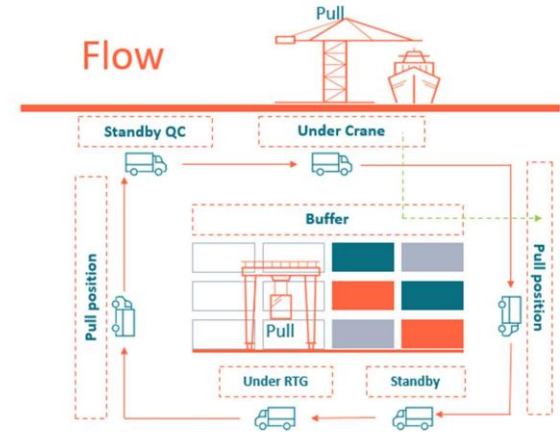 Pull
Flow
Standby QC
Under Crane
Buffer
Pull position
Pull position
Pull
Under RTG
Standby